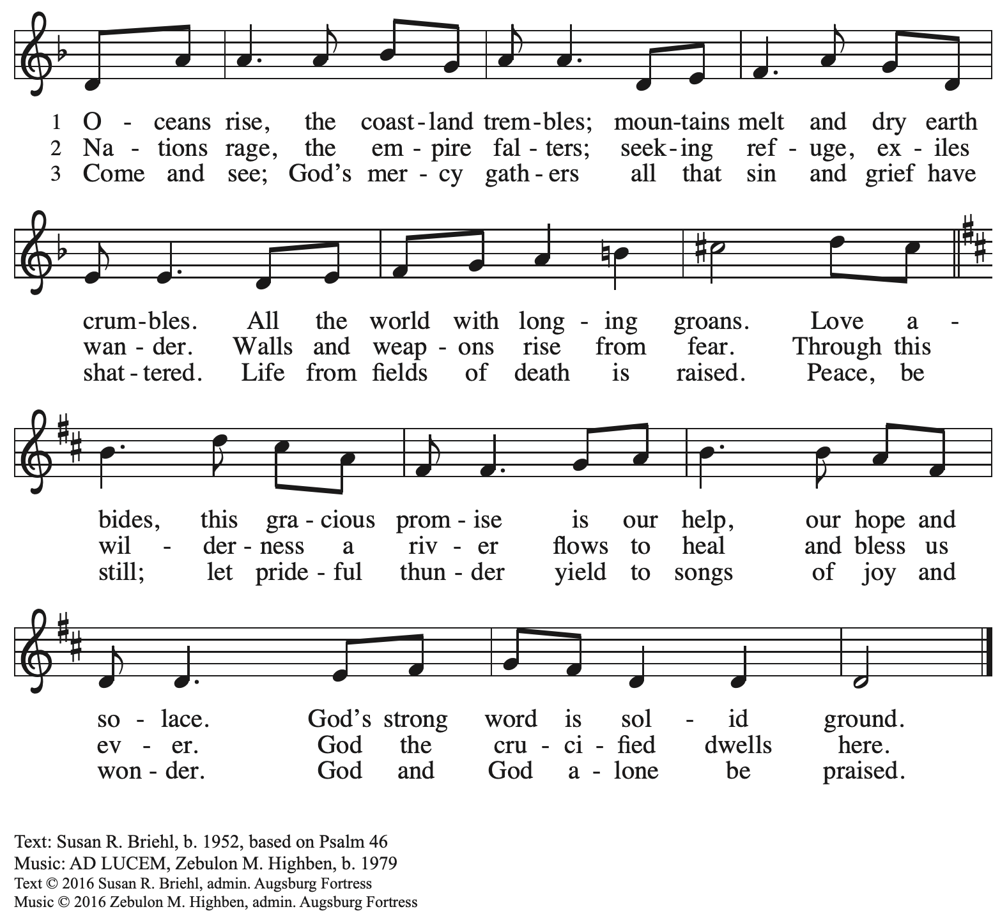 1 O - ceans rise, the coast - land trem - bles; moun - tains melt and dry earth
2 Na - tions rage, the em - pire fal - ters; seek - ing ref - uge, ex - iles
3 Come and see; God's mer - cy gath - ers all that sin and grief have
crum - bles. All the world with long - ing groans. Love a -
wan - der. Walls and weap - ons rise from fear. Through this
shat - tered. Life from fields of death is raised. Peace, be
bides, this gra - cious prom - ise is our help, our hope and
wil - der - ness a riv - er flows to heal and bless us
still; let pride - ful thun - der yield to songs of joy and
so - lace. God's strong word is sol - id ground.
ev - er. God the cru - ci - fied dwells here.
won - der. God and God a - lone be praised.
Text: Susan R. Briehl, b. 1952, based on Psalm 46
Music: AD LUCEM, Zebulon M. Highben, b. 1979
Text © 2016 Susan R. Briehl, admin. Augsburg Fortress
Music © 2016 Zebulon M. Highben, admin. Augsburg Fortress